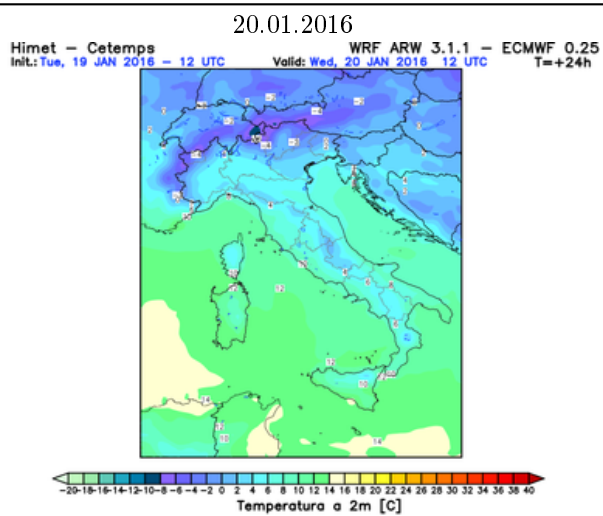 20.01.2016
Himet – Cetemps WRF ARW 3.1.1 – ECMWF 0.25
Init.: Tue, 19 JAN 2016 – 12 UTC Valid: Wed, 20 JAN 2016 12 UTC T=+24h
-20 -18 -16 -14 -12 -10 -8 -6 -4 -2 0 2 4 6 8 10 12 14 16 18 20 22 24 26 28 30 32 34 36 38 40
Temperatura a 2m [C]